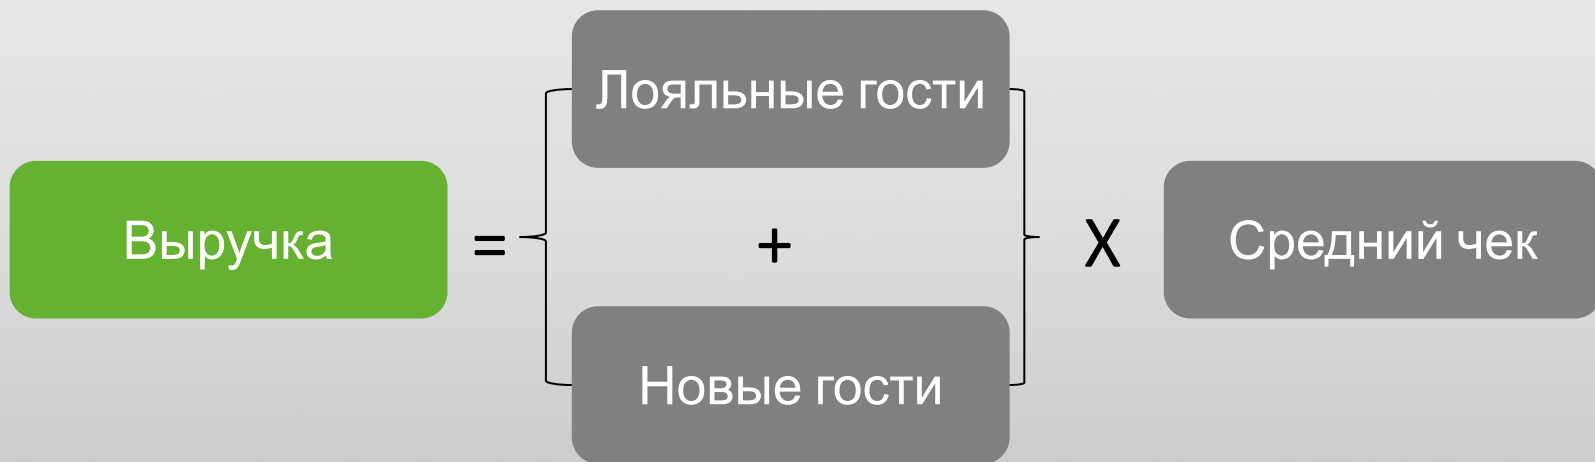 Лояльные гости
Выручка = + X Средний чек
Новые гости